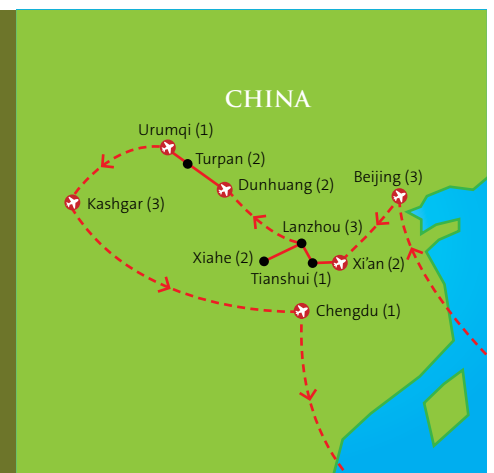 CHINA
Urumqi (1)
Turpan (2)
Dunhuang (2)
Beijing (3)
Kashgar (3)
Lanzhou (3)
Xiahe (2)
Xi'an (2)
Tianshui (1)
Chengdu (1)